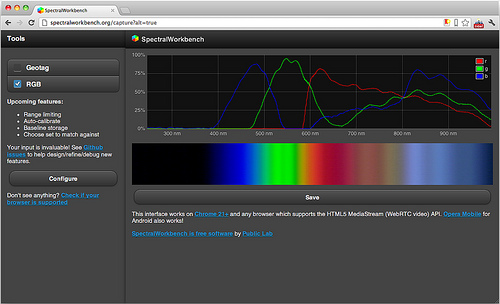 SpectralWorkbench
spectralworkbench.org/capture?alt=true
Tools
SpectralWorkbench
Geotag
RGB
Upcoming features:
Range limiting
Auto-calibrate
Baseline storage
Choose set to match against
Your input is invaluable! See Github
issues to help design/refine/debug new
features.
Configure
Don't see anything? Check if your
browser is supported
100%
75%
50%
25%
0%
300 nm 400 nm 500 nm 600 nm 700 nm 800 nm 900 nm
r
g
b
Save
This interface works on Chrome 21+ and any browser which supports the HTML5 MediaStream (WebRTC video) API. Opera Mobile for
Android also works!
SpectralWorkbench is free software by Public Lab